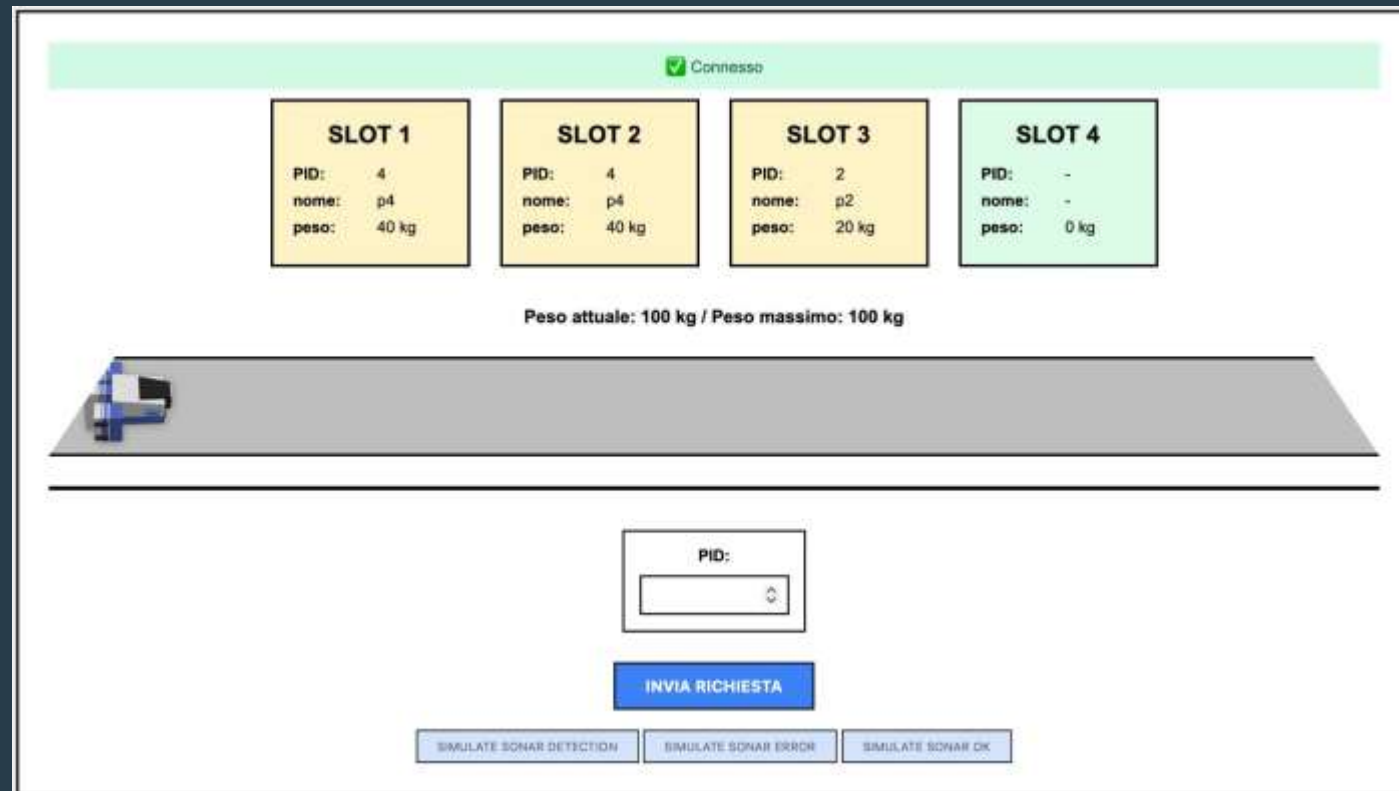 ✅ Connesso
SLOT 1
PID: 4
nome: p4
peso: 40 kg
SLOT 2
PID: 4
nome: p4
peso: 40 kg
SLOT 3
PID: 2
nome: p2
peso: 20 kg
SLOT 4
PID: -
nome: -
peso: 0 kg
Peso attuale: 100 kg / Peso massimo: 100 kg
PID:
INVIA RICHIESTA
SIMULATE SONAR DETECTION
SIMULATE SONAR ERROR
SIMULATE SONAR OK